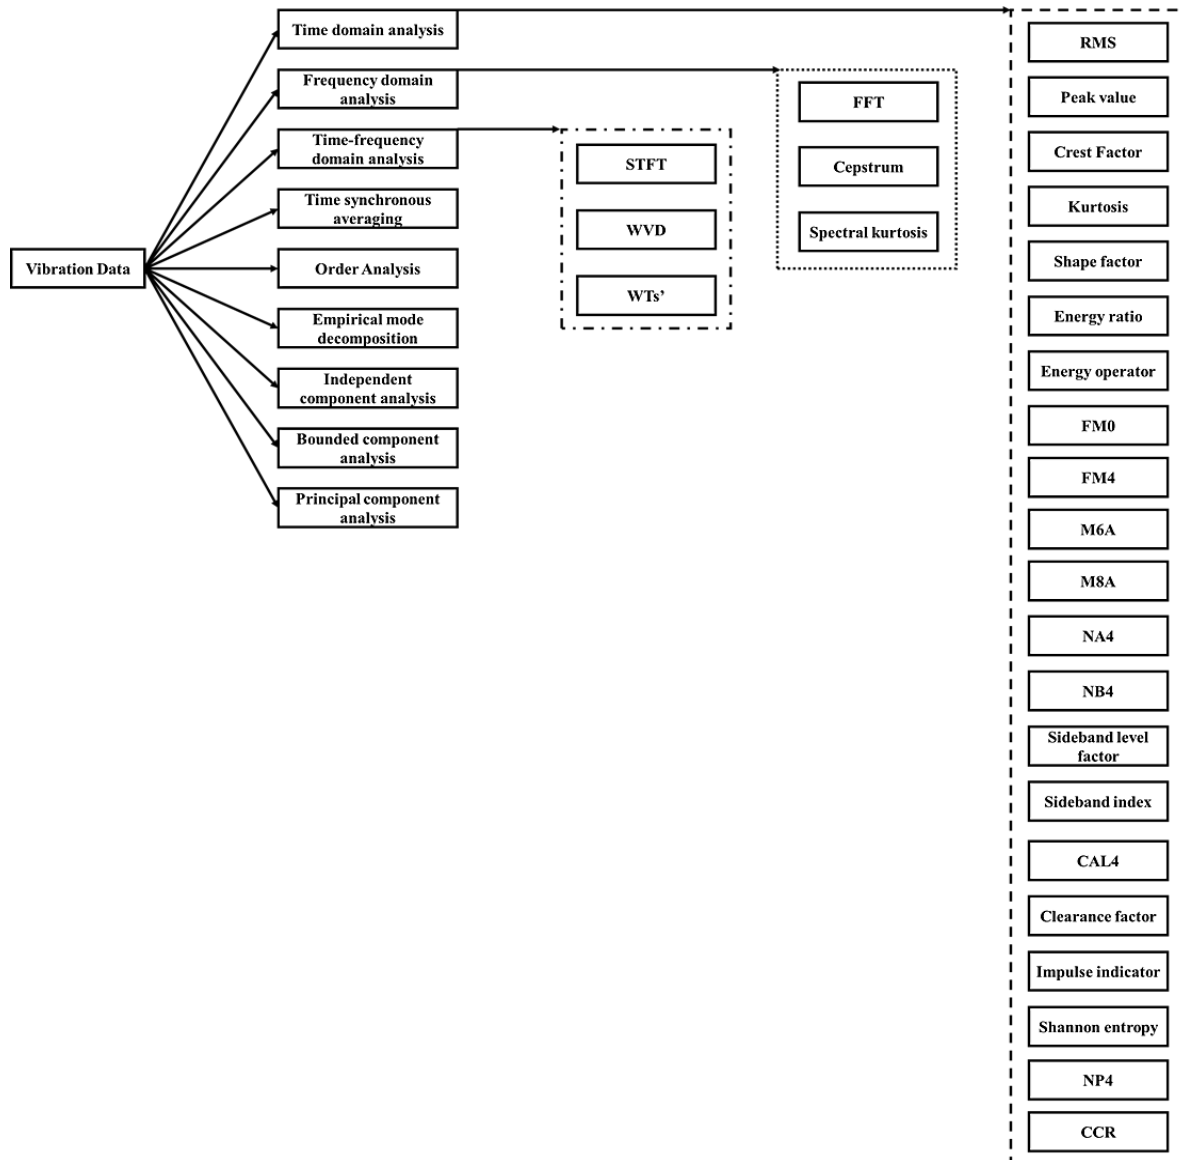 Time domain analysis
Frequency domain
analysis
Time-frequency
domain analysis
Time synchronous
averaging
Vibration Data
Order Analysis
Empirical mode
decomposition
Independent
component analysis
Bounded component
analysis
Principal component
analysis
STFT
WVD
WTs’
FFT
Cepstrum
Spectral kurtosis
RMS
Peak value
Crest Factor
Kurtosis
Shape factor
Energy ratio
Energy operator
FM0
FM4
M6A
M8A
NA4
NB4
Sideband level
factor
Sideband index
CAL4
Clearance factor
Impulse indicator
Shannon entropy
NP4
CCR